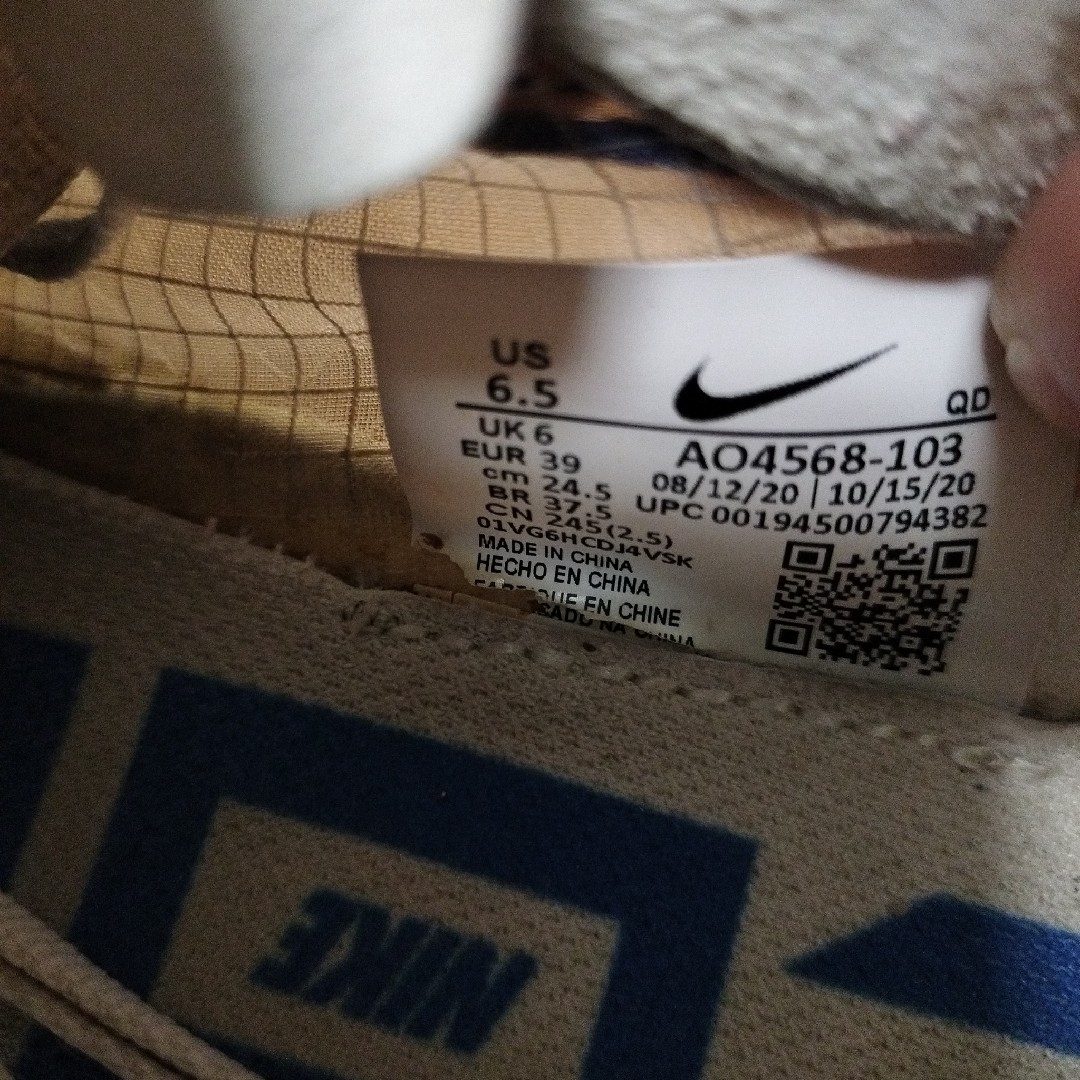 US
6.5
QD
UK 6
EUR 39
cm 24.5
BR 37.5
CN 245(2.5)
AO4568-103
08/12/20 | 10/15/20
UPC 00194500794382
01VG6HCDJ4VSK
MADE IN CHINA
HECHO EN CHINA
EN CHINE
NA CHINA
NIKE